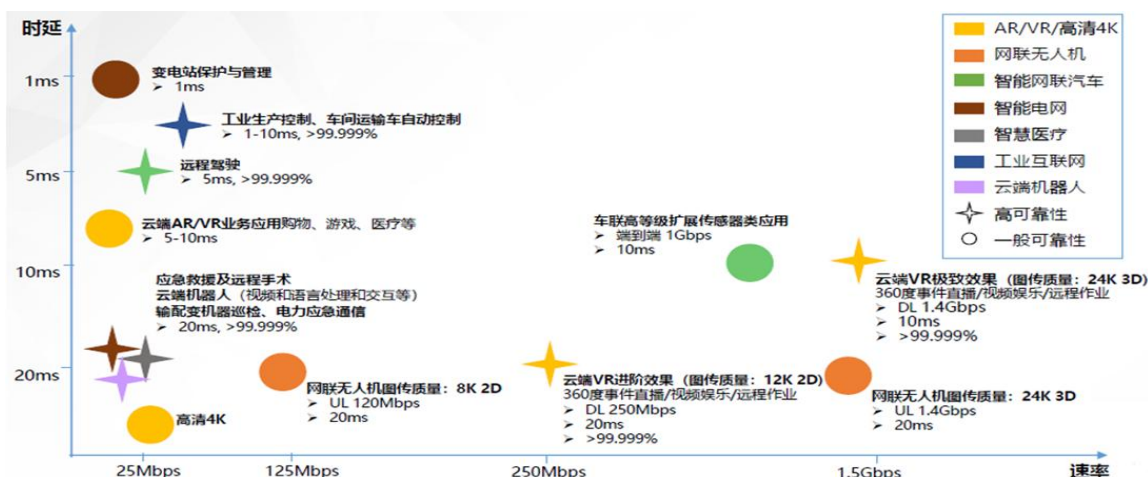 时延
1ms
5ms
10ms
20ms
变电站保护与管理
➢ 1ms
工业生产控制、车间运输车自动控制
➢ 1-10ms, >99.999%
远程驾驶
➢ 5ms, >99.999%
云端AR/VR业务应用购物、游戏、医疗等
➢ 5-10ms
应急救援及远程手术
云端机器人（视频和语言处理和交互等）
输配变机器巡检、电力应急通信
➢ 20ms, >99.999%
高清4K
网联无人机图传质量：8K 2D
➢ UL 120Mbps
➢ 20ms
车联高等级扩展传感器类应用
➢ 端到端 1Gbps
➢ 10ms
云端VR进阶效果（图传质量：12K 2D）
360度事件直播/视频娱乐/远程作业
➢ DL 250Mbps
➢ 20ms
➢ >99.999%
云端VR极致效果（图传质量：24K 3D
360度事件直播/视频娱乐/远程作业
➢ DL 1.4Gbps
➢ 10ms
➢ >99.999%
网联无人机图传质量：24K 3D
➢ UL 1.4Gbps
➢ 20ms
25Mbps
125Mbps
250Mbps
1.5Gbps
速率
AR/VR/高清4K
网联无人机
智能网联汽车
智能电网
智慧医疗
工业互联网
云端机器人
高可靠性
一般可靠性